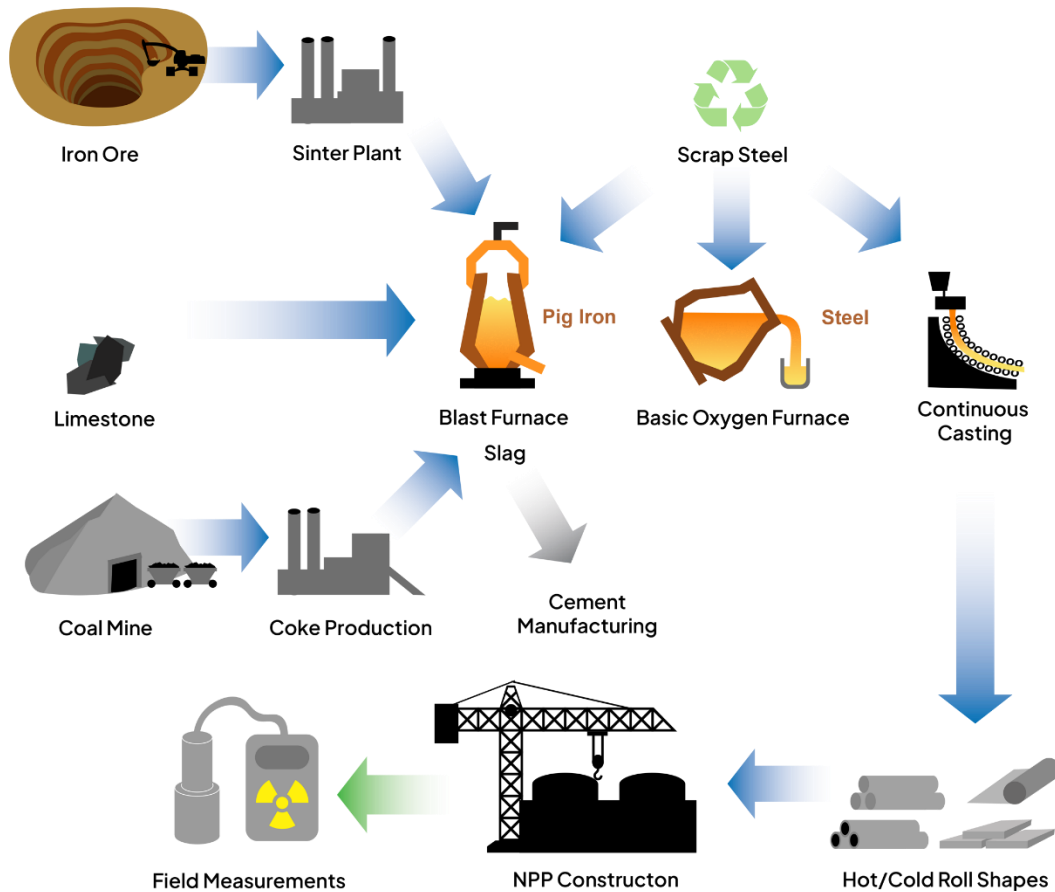 Iron Ore
Sinter Plant
Scrap Steel
Pig Iron
Steel
Limestone
Blast Furnace
Basic Oxygen Furnace
Continuous
Casting
Slag
Coal Mine
Coke Production
Cement
Manufacturing
Field Measurements
NPP Constructon
Hot/Cold Roll Shapes